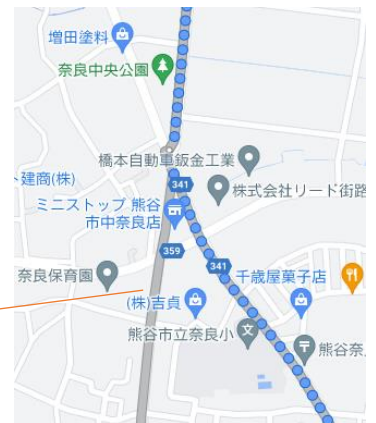 増田塗料
奈良中央公園
橋本自動車鈑金工業
建商(株)
341
株式会社リード街路
ミニストップ 熊谷
市中奈良店
359
341
奈良保育園
千歳屋菓子店
(株)吉貞
熊谷市立奈良小
文
熊谷奈